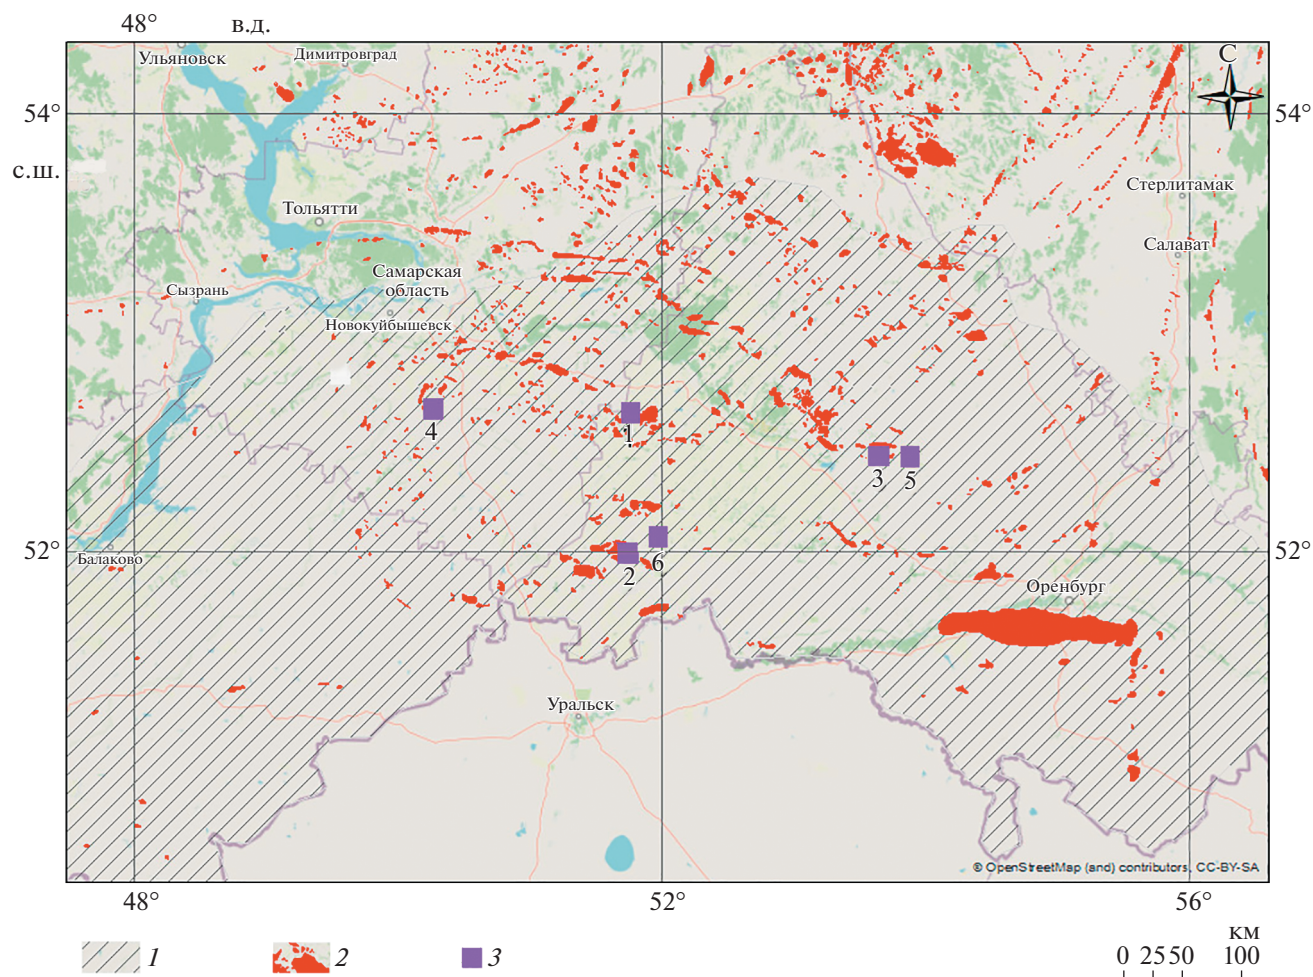 48° в.д.
Ульяновск
Димитровград
С
54°
54°
с.ш.
Стерлитамак
Тольятти
Салават
Самарская
область
Сызрань
Новокуйбышевск
4
1
3
5
52°
52°
Балаково
2
6
Оренбург
Уральск
© OpenStreetMap (and) contributors, CC-BY-SA
48°
52°
56°
1
2
3
км
0 25 50 100